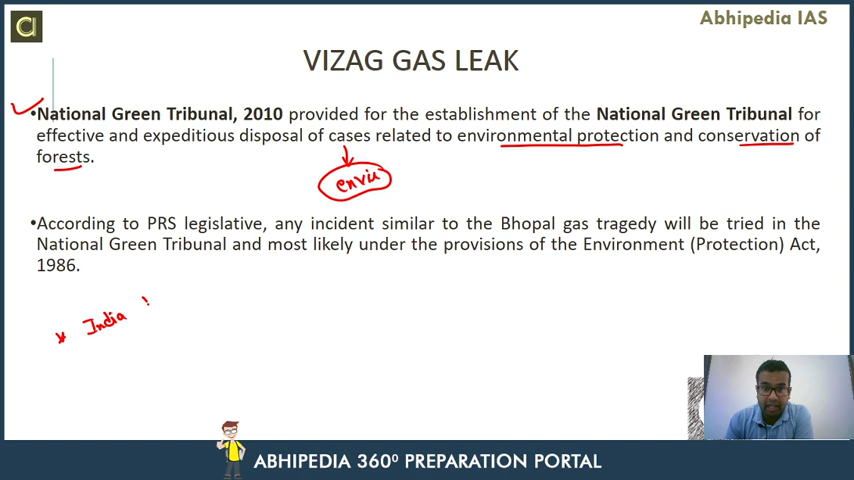 Abhipedia IAS
VIZAG GAS LEAK
•National Green Tribunal, 2010 provided for the establishment of the National Green Tribunal for
effective and expeditious disposal of cases related to environmental protection and conservation of
forests.
envir
•According to PRS legislative, any incident similar to the Bhopal gas tragedy will be tried in the
National Green Tribunal and most likely under the provisions of the Environment (Protection) Act,
1986.
* India
ABHIPEDIA 360⁰ PREPARATION PORTAL